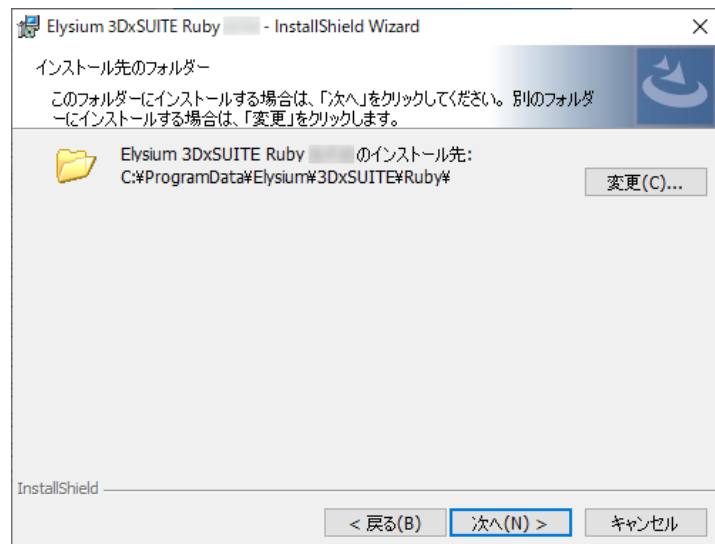 Elysium 3DxSUITE Ruby - InstallShield Wizard
インストール先のフォルダー
このフォルダーにインストールする場合は、「次へ」をクリックしてください。別のフォルダ
ーにインストールする場合は、「変更」をクリックします。
Elysium 3DxSUITE Ruby のインストール先:
C:¥ProgramData¥Elysium¥3DxSUITE¥Ruby¥
変更(C)...
InstallShield
< 戻る(B)
次へ(N) >
キャンセル